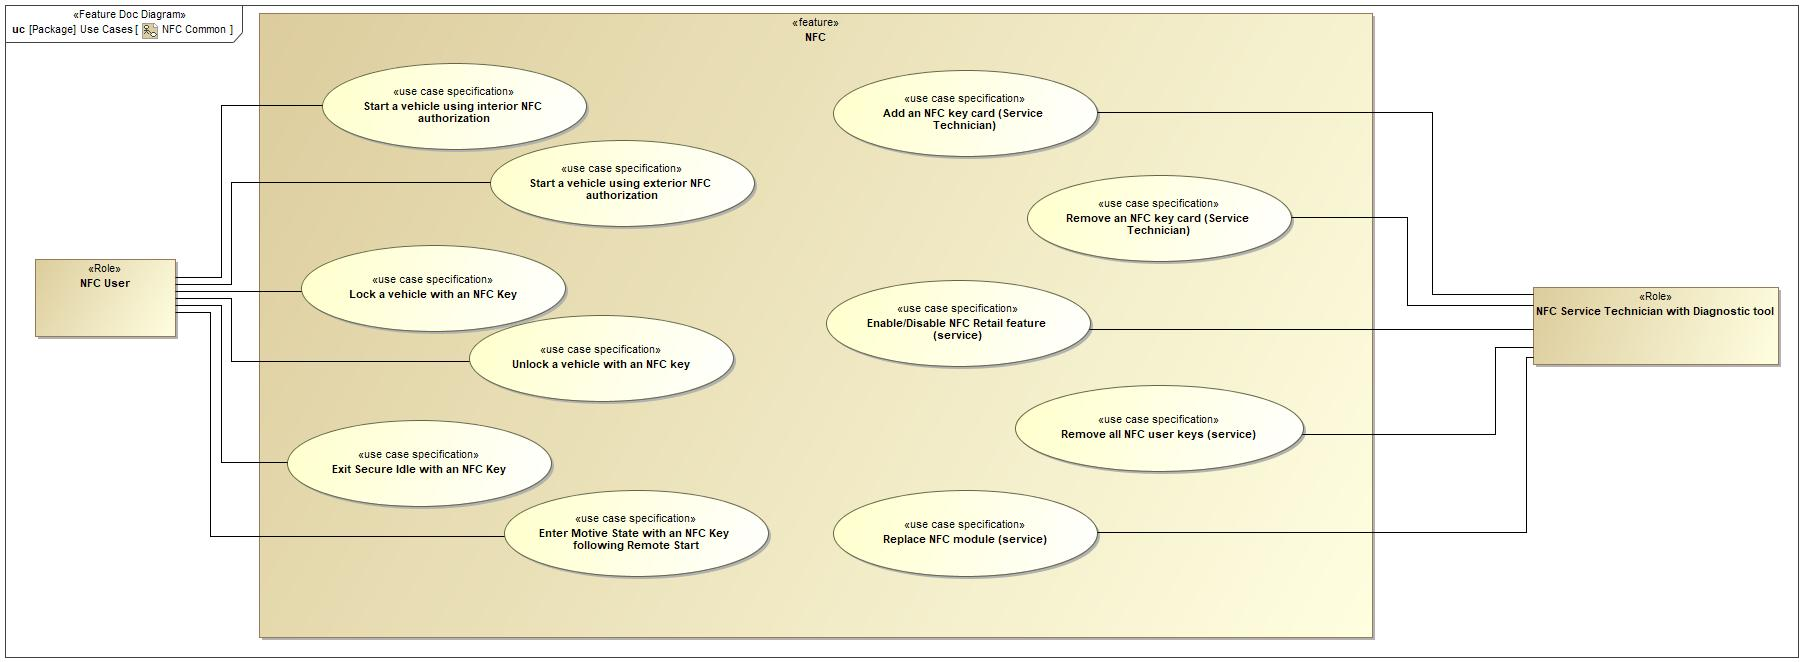 «Feature Doc Diagram»
uc [Package] Use Cases [ NFC Common ]
«feature»
NFC
«use case specification»
Start a vehicle using interior NFC
authorization
«use case specification»
Start a vehicle using exterior NFC
authorization
«use case specification»
Lock a vehicle with an NFC Key
«use case specification»
Unlock a vehicle with an NFC key
«use case specification»
Exit Secure Idle with an NFC Key
«use case specification»
Enter Motive State with an NFC Key
following Remote Start
«Role»
NFC User
«use case specification»
Add an NFC key card (Service
Technician)
«use case specification»
Remove an NFC key card (Service
Technician)
«use case specification»
Enable/Disable NFC Retail feature
(service)
«use case specification»
Remove all NFC user keys (service)
«use case specification»
Replace NFC module (service)
«Role»
NFC Service Technician with Diagnostic tool